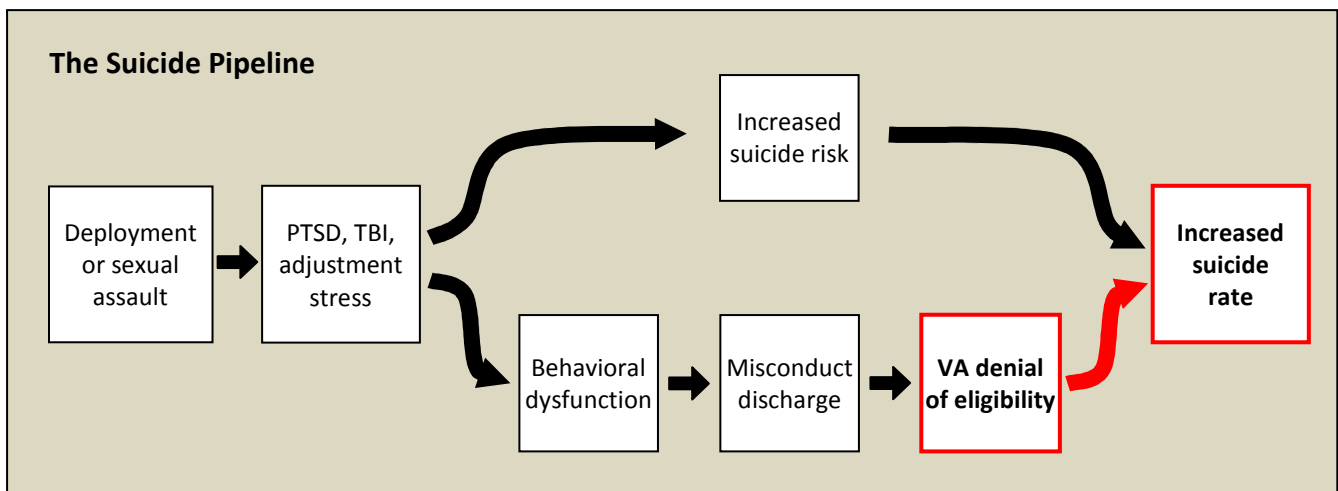 The Suicide Pipeline
Deployment
or sexual
assault
PTSD, TBI,
adjustment
stress
Increased
suicide risk
Behavioral
dysfunction
Misconduct
discharge
VA denial
of eligibility
Increased
suicide
rate